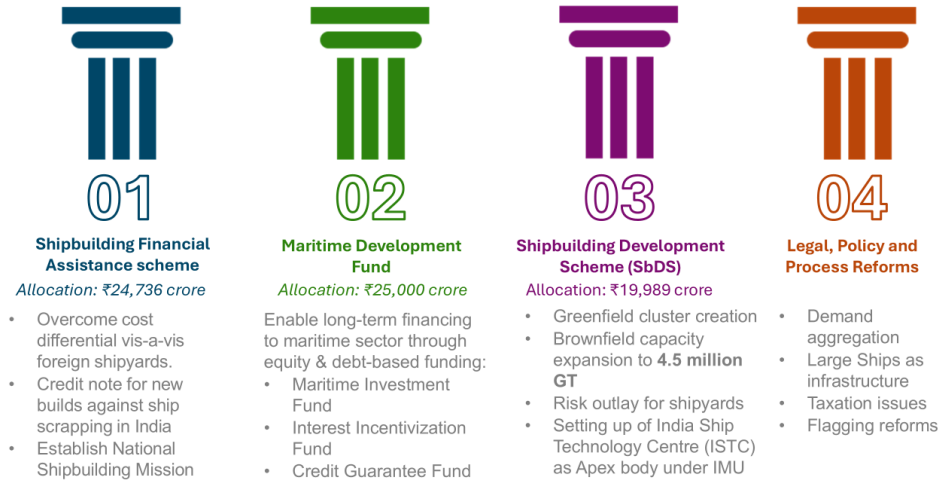 01
Shipbuilding Financial
Assistance scheme
Allocation: ₹24,736 crore
• Overcome cost
differential vis-a-vis
foreign shipyards.
• Credit note for new
builds against ship
scrapping in India
• Establish National
Shipbuilding Mission
02
Maritime Development
Fund
Allocation: ₹25,000 crore
Enable long-term financing
to maritime sector through
equity & debt-based funding:
• Maritime Investment
Fund
• Interest Incentivization
Fund
• Credit Guarantee Fund
03
Shipbuilding Development
Scheme (SbDS)
Allocation: ₹19,989 crore
• Greenfield cluster creation
• Brownfield capacity
expansion to 4.5 million
GT
• Risk outlay for shipyards
• Setting up of India Ship
Technology Centre (ISTC)
as Apex body under IMU
04
Legal, Policy and
Process Reforms
• Demand
aggregation
• Large Ships as
infrastructure
• Taxation issues
• Flagging reforms